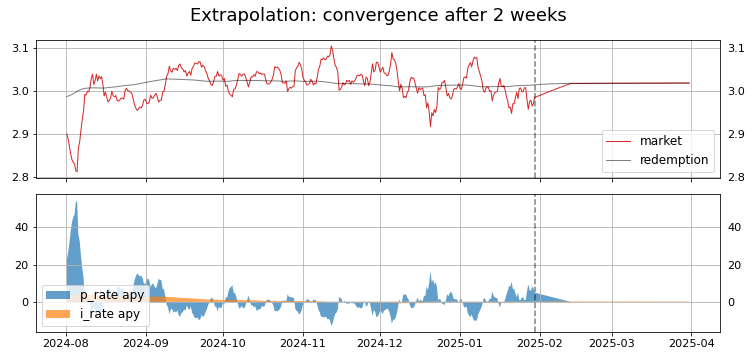 Extrapolation: convergence after 2 weeks
3.1 3.1
3.0 3.0
2.9 2.9
2.8 2.8
market
redemption
40 40
20 20
0 0
p_rate apy
i_rate apy
2024-08 2024-09 2024-10 2024-11 2024-12 2025-01 2025-02 2025-03 2025-04